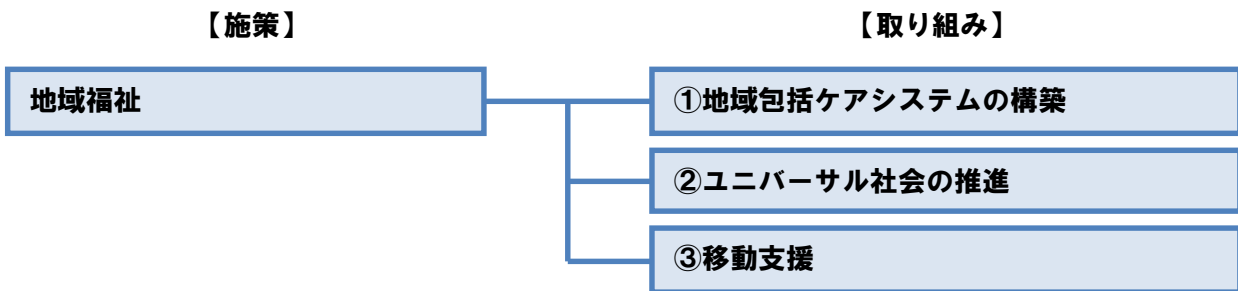 【施策】
【取り組み】
地域福祉
①地域包括ケアシステムの構築
②ユニバーサル社会の推進
③移動支援